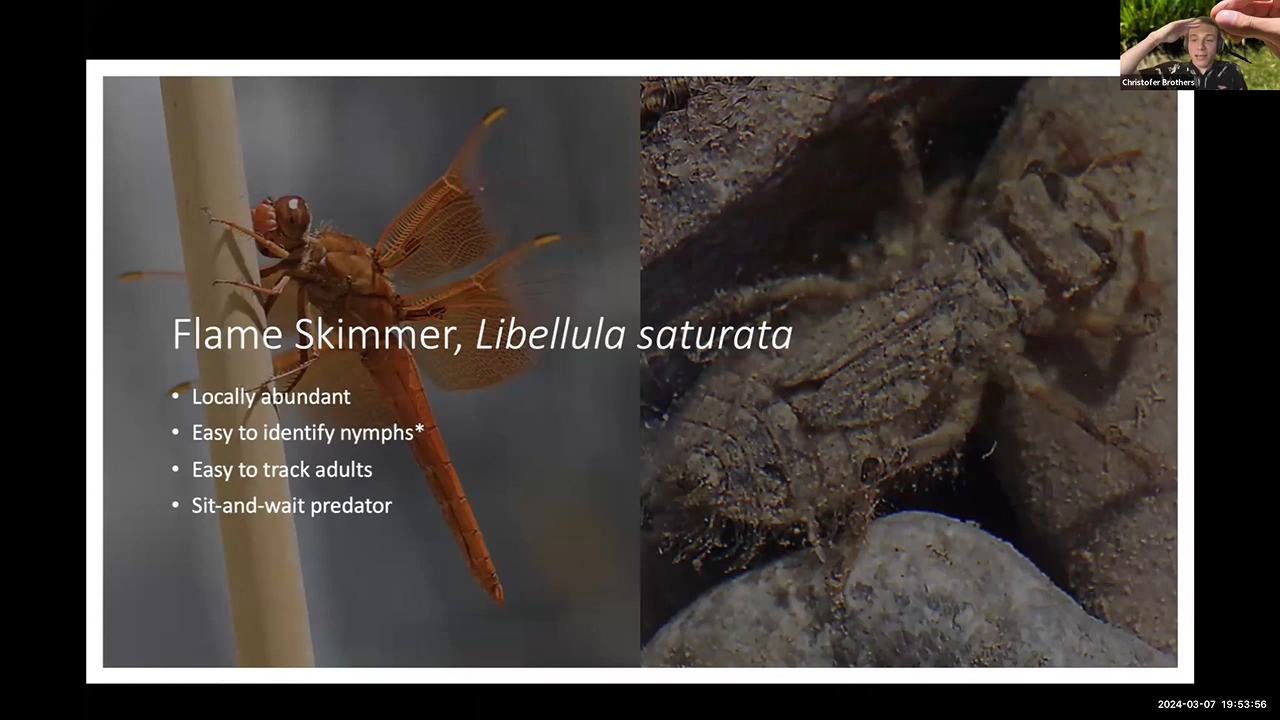 Christofer Brothers
Flame Skimmer, Libellula saturata
• Locally abundant
• Easy to identify nymphs*
• Easy to track adults
• Sit-and-wait predator
2024-03-07 19:53:56